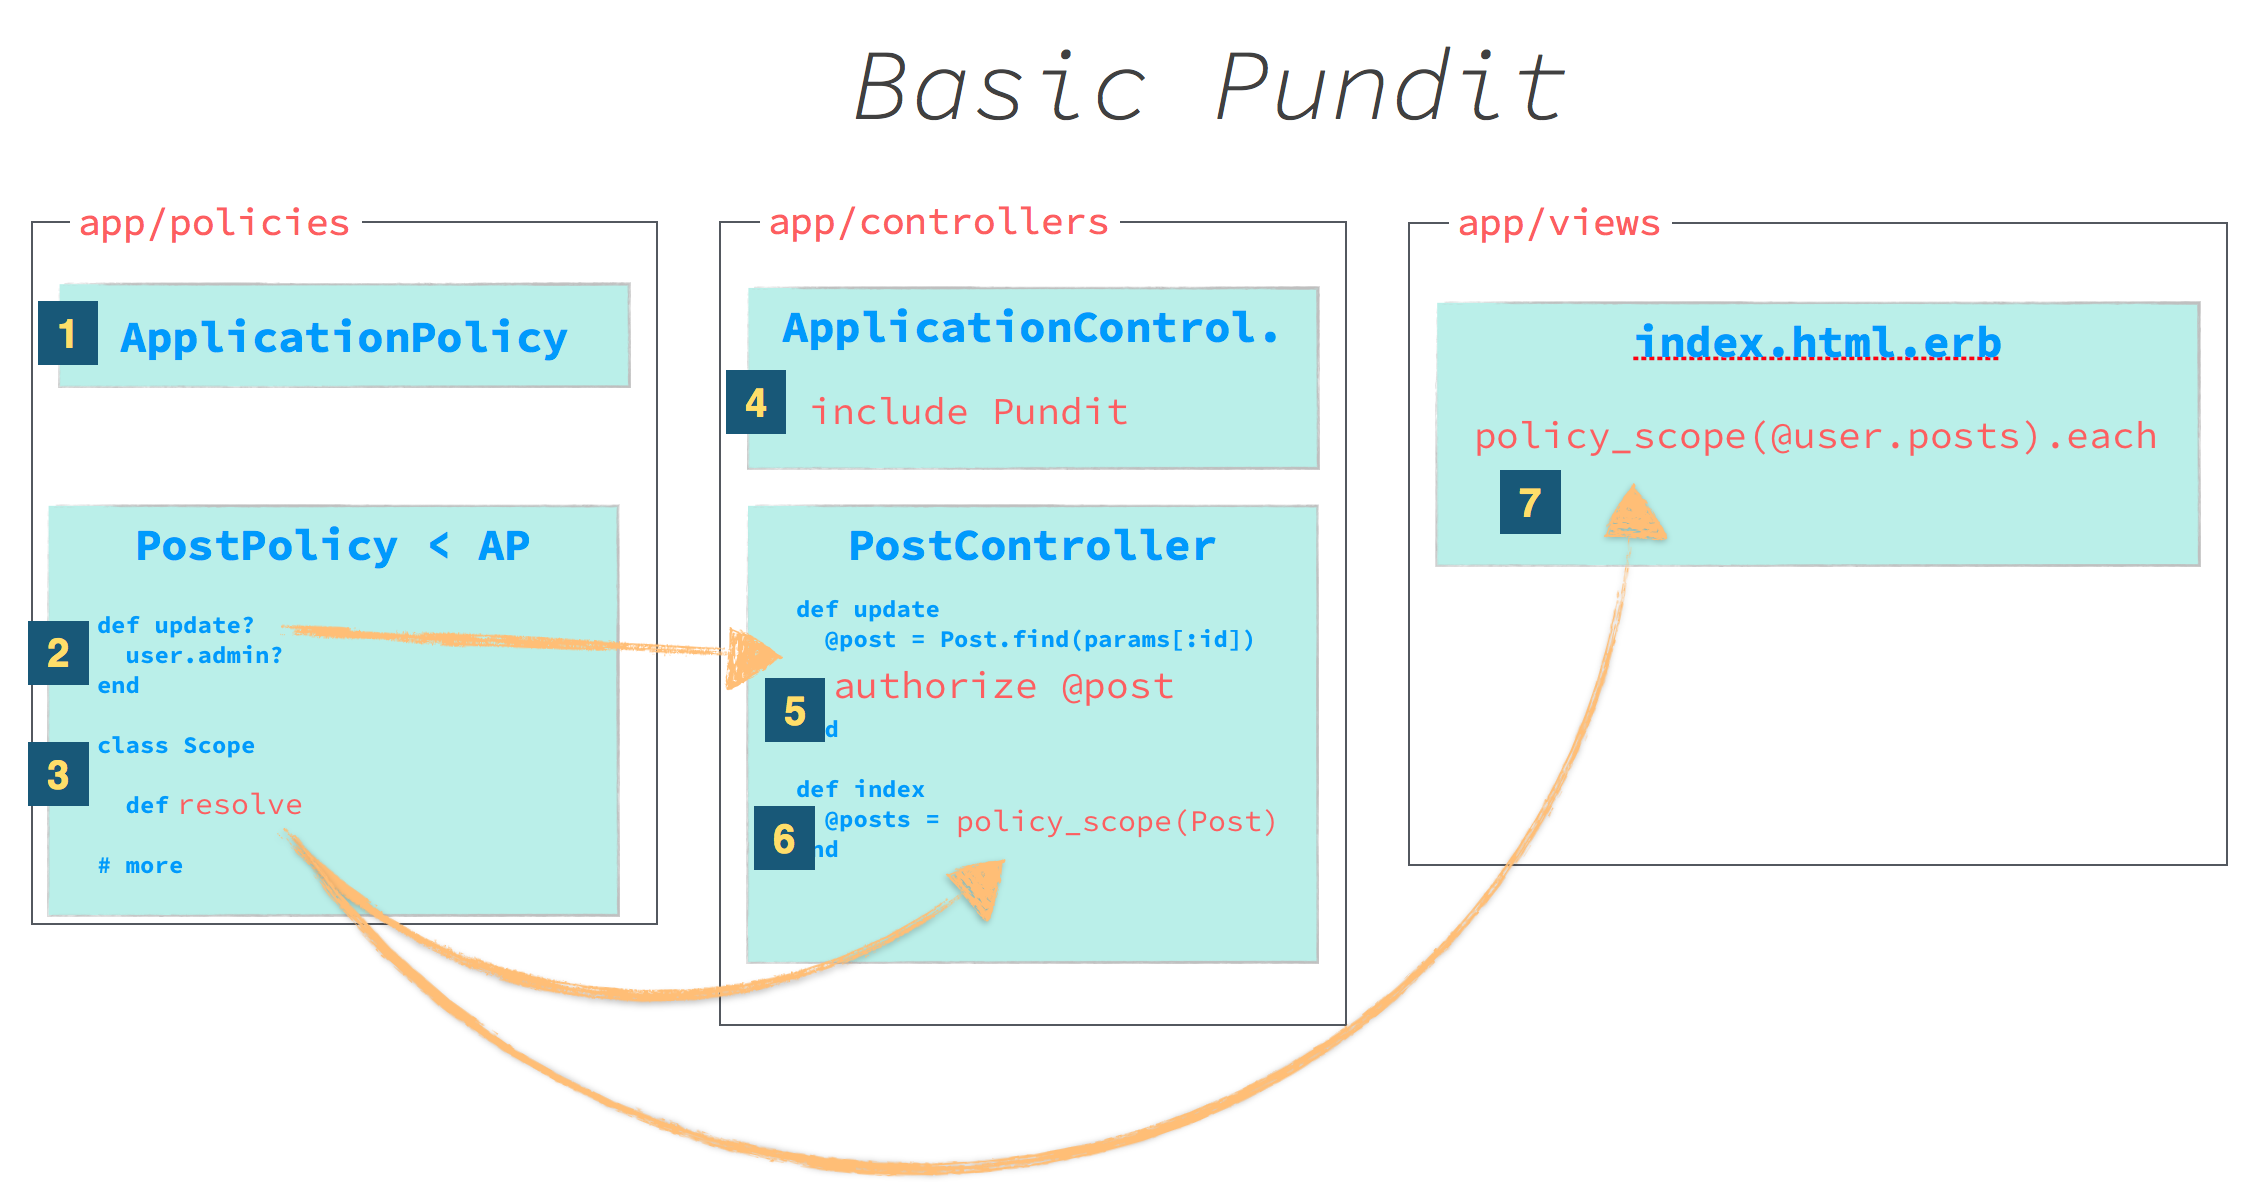 Basic Pundit
app/policies
1
ApplicationPolicy
PostPolicy < AP
2
def update?
user.admin?
end
3
class Scope
def resolve
# more
app/controllers
ApplicationControl.
4
include Pundit
PostController
def update
@post = Post.find(params[:id])
authorize @post
5
d
def index
@posts = policy_scope(Post)
6
nd
app/views
index.html.erb
policy_scope(@user.posts).each
7